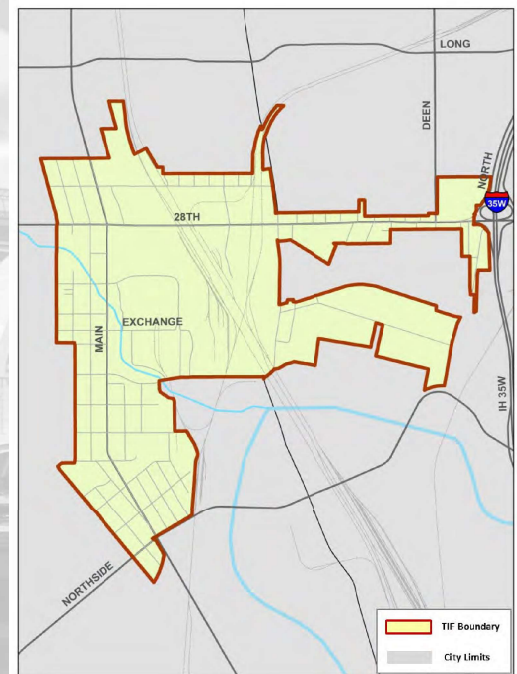 LONG
DEEN
NORTH
35W
28TH
EXCHANGE
MAIN
IH 35W
NORTHSIDE
TIF Boundary
City Limits